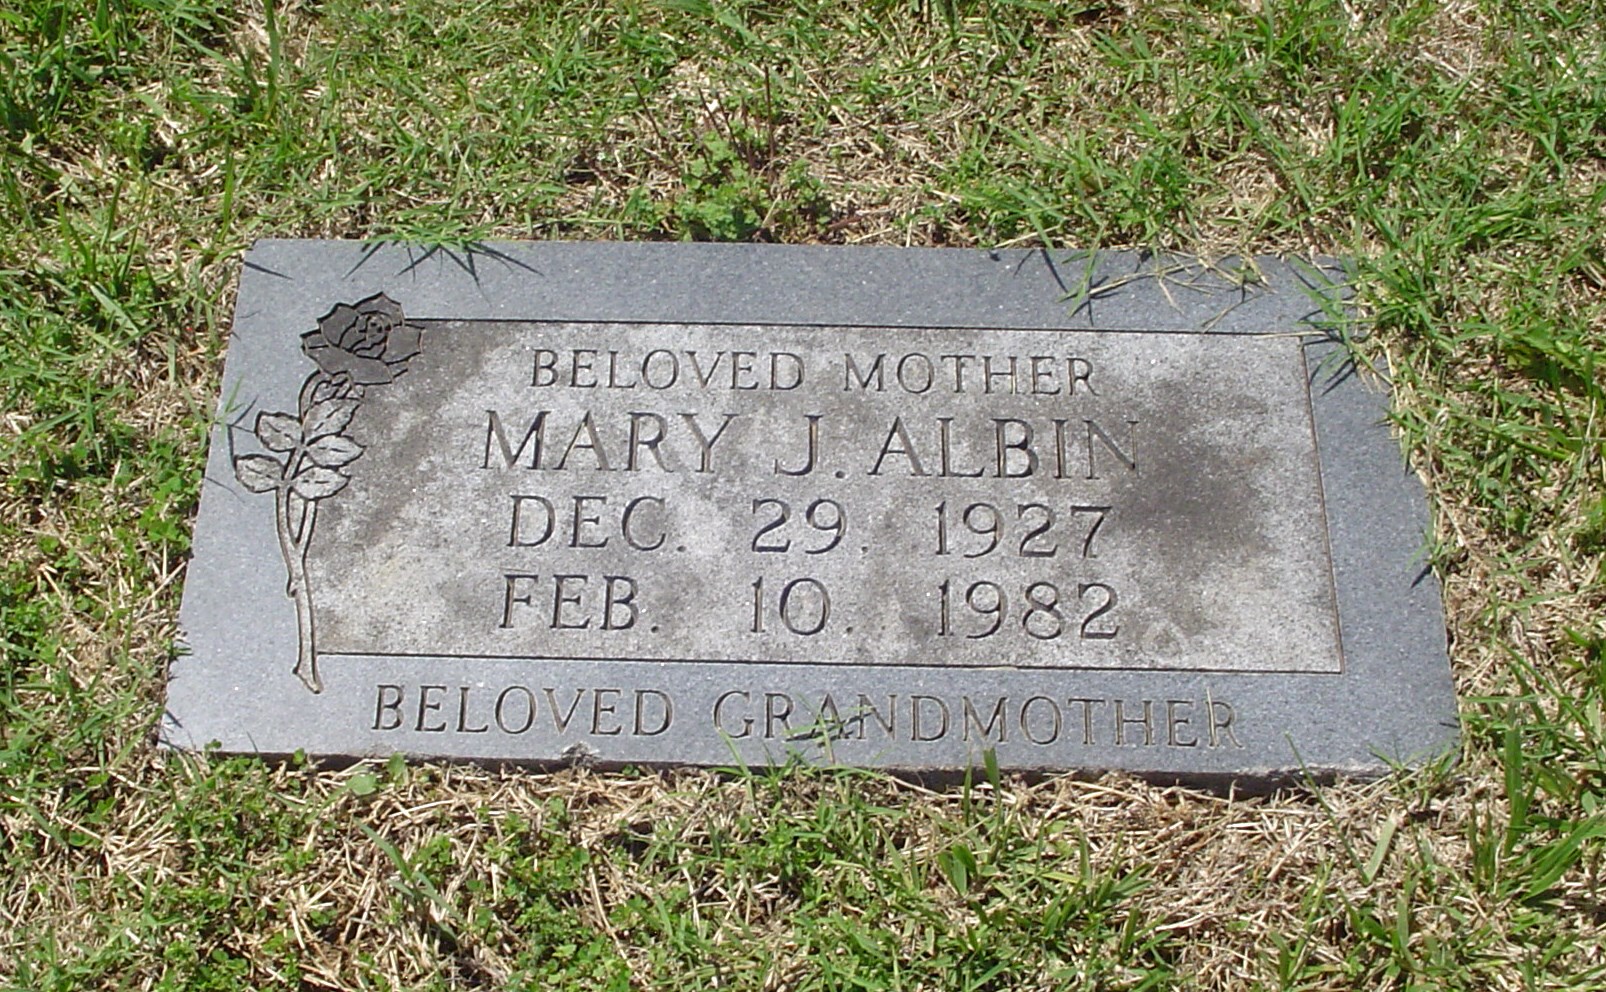 BELOVED MOTHER
MARY J. ALBIN
DEC. 29. 1927
FEB. 10. 1982
BELOVED GRANDMOTHER